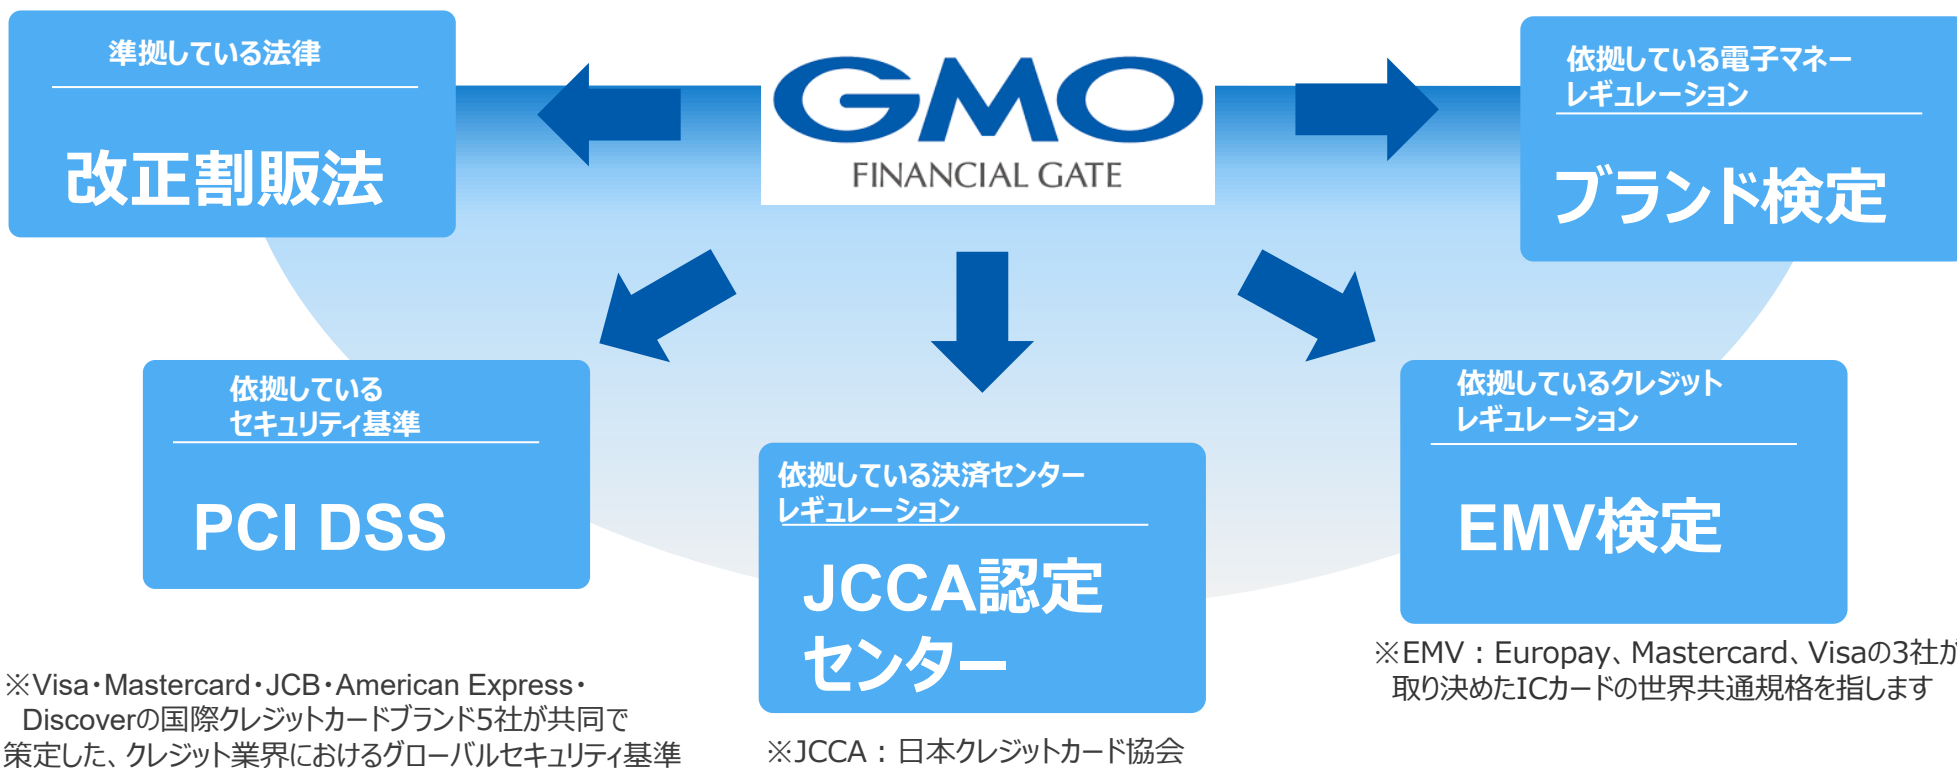 準拠している法律
改正割販法
GMO
FINANCIAL GATE
依拠している電子マネー
レギュレーション
ブランド検定
依拠している
セキュリティ基準
PCI DSS
依拠している決済センター
レギュレーション
JCCA認定
センター
依拠しているクレジット
レギュレーション
EMV検定
※Visa・Mastercard・JCB・American Express・
Discoverの国際クレジットカードブランド5社が共同で
策定した、クレジット業界におけるグローバルセキュリティ基準
※JCCA：日本クレジットカード協会
※EMV：Europay、Mastercard、Visaの3社が
取り決めたICカードの世界共通規格を指します